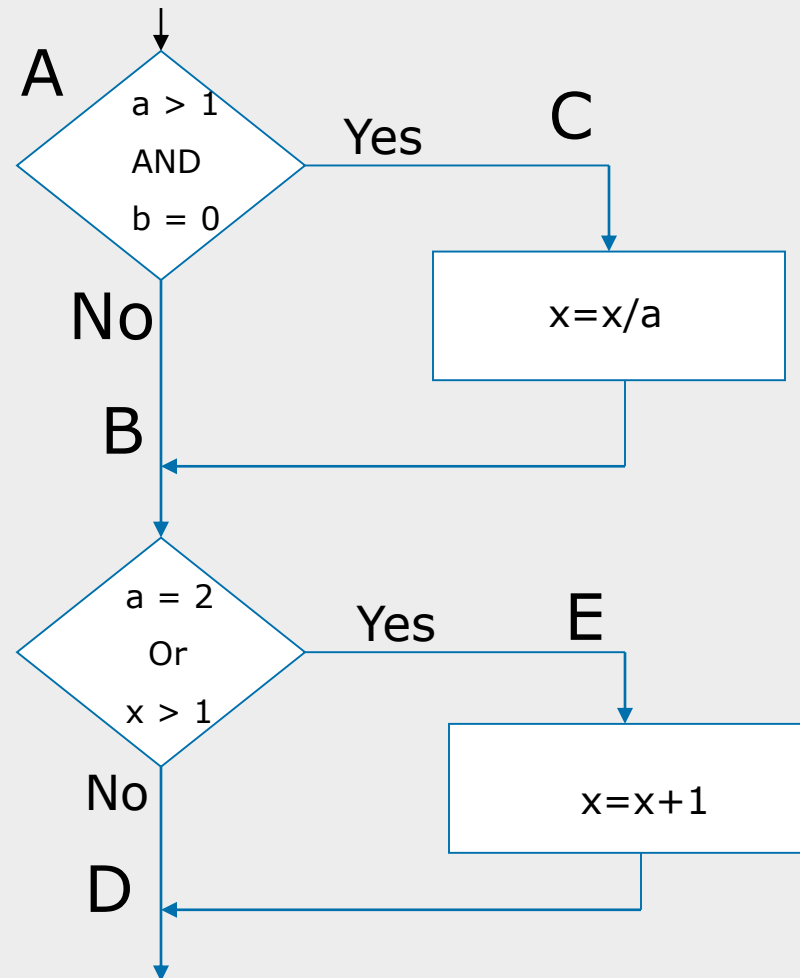 A
a > 1
AND
b = 0
Yes
C
x=x/a
No
B
a = 2
Or
x > 1
Yes
E
x=x+1
No
D